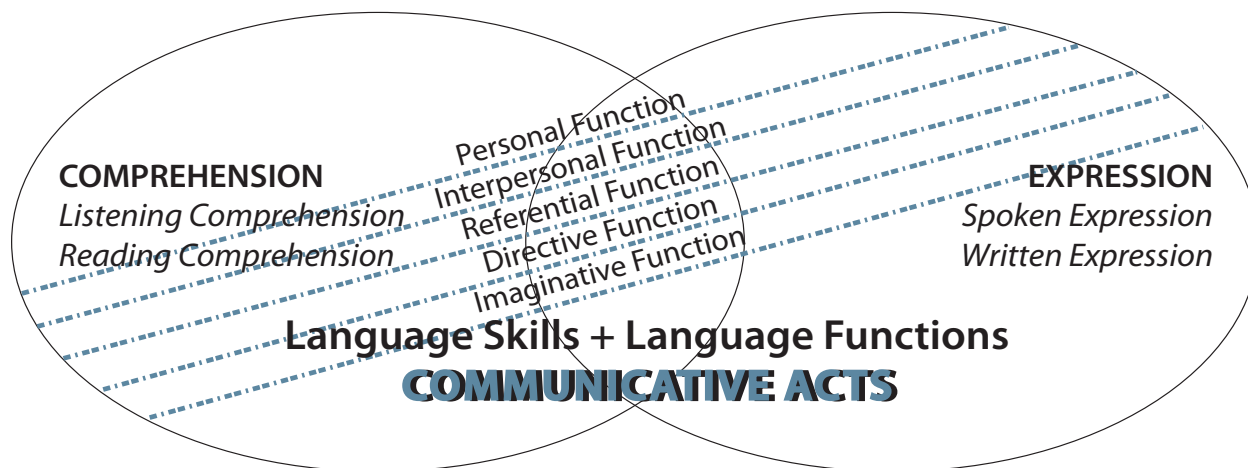 Personal Function
Interpersonal Function
Referential Function
Directive Function
Imaginative Function
COMPREHENSION
Listening Comprehension
Reading Comprehension
EXPRESSION
Spoken Expression
Written Expression
Language Skills + Language Functions
COMMUNICATIVE ACTS